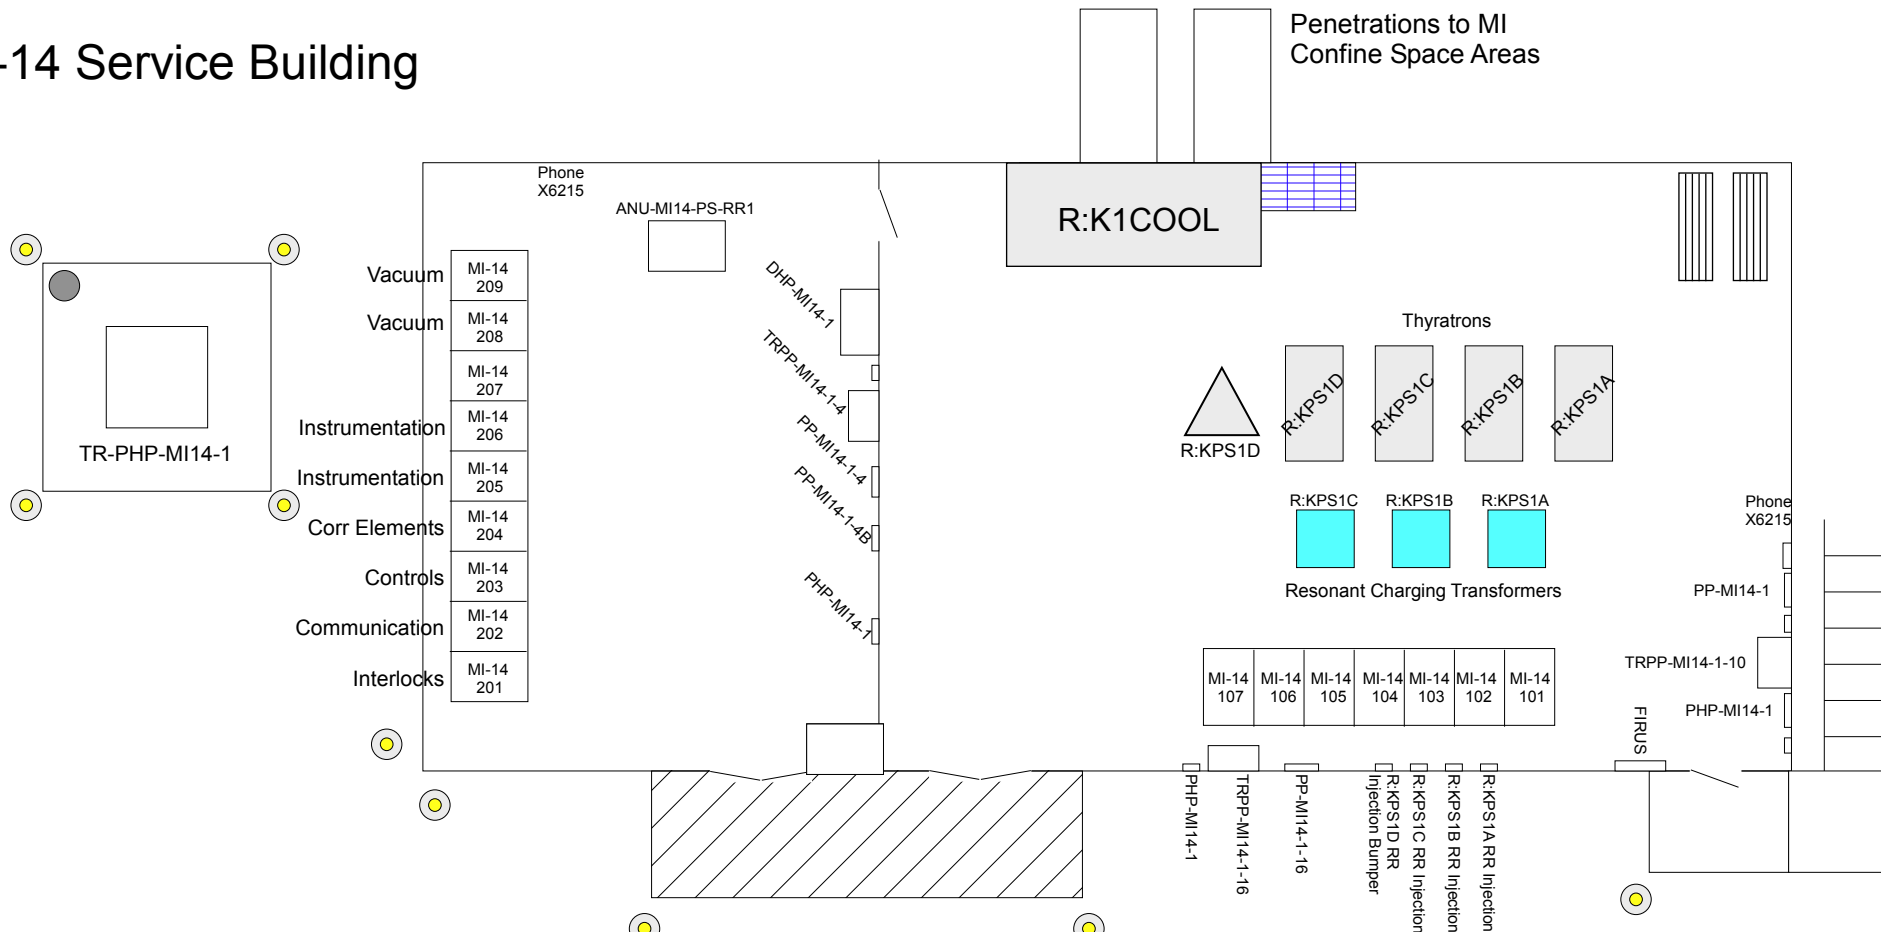 -14 Service Building
Penetrations to MI
Confine Space Areas
Phone
X6215
ANU-MI14-PS-RR1
R:K1COOL
TR-PHP-MI14-1
Vacuum
MI-14
209
Vacuum
MI-14
208
MI-14
207
Instrumentation
MI-14
206
Instrumentation
MI-14
205
Corr Elements
MI-14
204
Controls
MI-14
203
Communication
MI-14
202
Interlocks
MI-14
201
DHP-MI14-1
TRPP-MI14-1-4
PP-MI14-1-4
PP-MI14-1-4B
PHP-MI14-1
Thyratrons
R:KPS1D
R:KPS1D
R:KPS1C
R:KPS1B
R:KPS1A
R:KPS1C
R:KPS1B
R:KPS1A
Resonant Charging Transformers
Phone
X6215
PP-MI14-1
TRPP-MI14-1-10
PHP-MI14-1
FIRUS
MI-14
107
MI-14
106
MI-14
105
MI-14
104
MI-14
103
MI-14
102
MI-14
101
PHP-MI14-1
TRPP-MI14-1-16
PP-MI14-1-16
R:KPS1D RR
Injection Bumper
R:KPS1C RR Injection
R:KPS1B RR Injection
R:KPS1A RR Injection